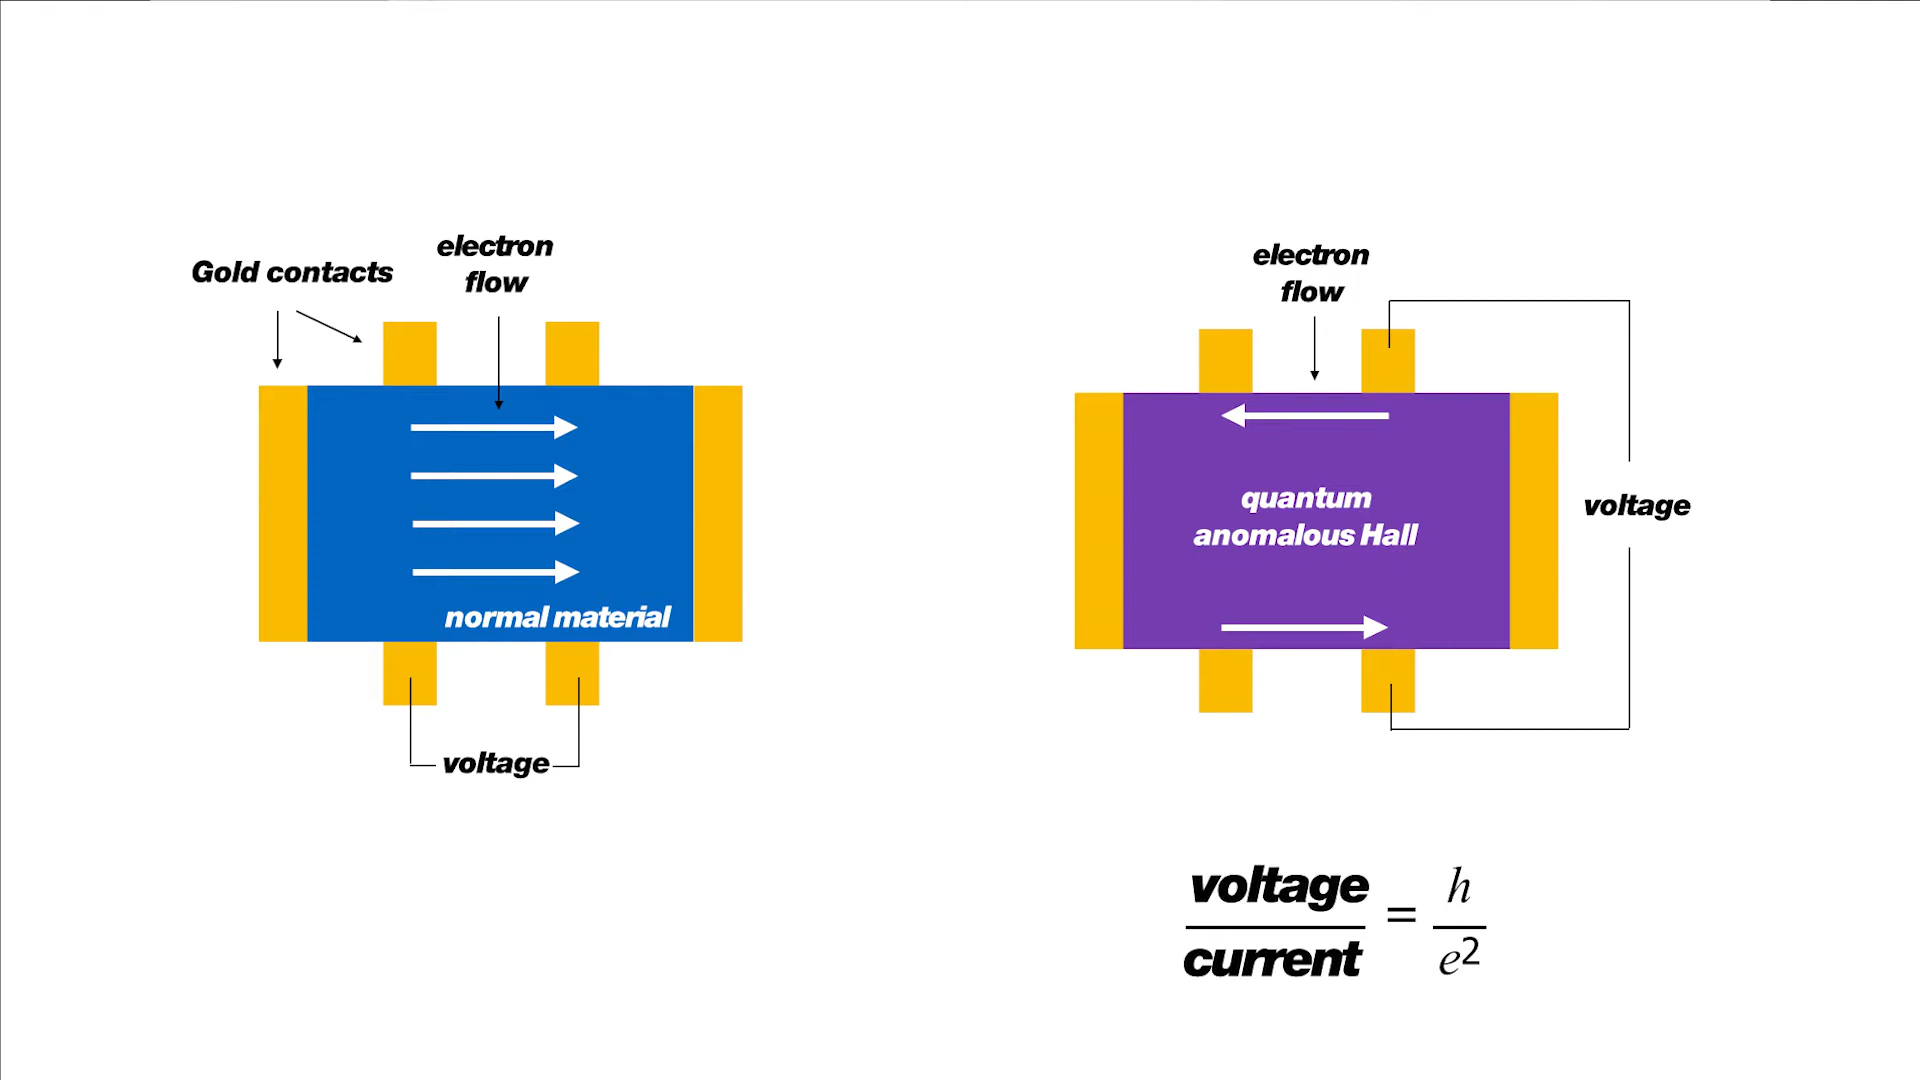 Gold contacts
electron
flow
normal material
voltage
electron
flow
quantum
anomalous Hall
voltage
voltage
current
=
h
e²